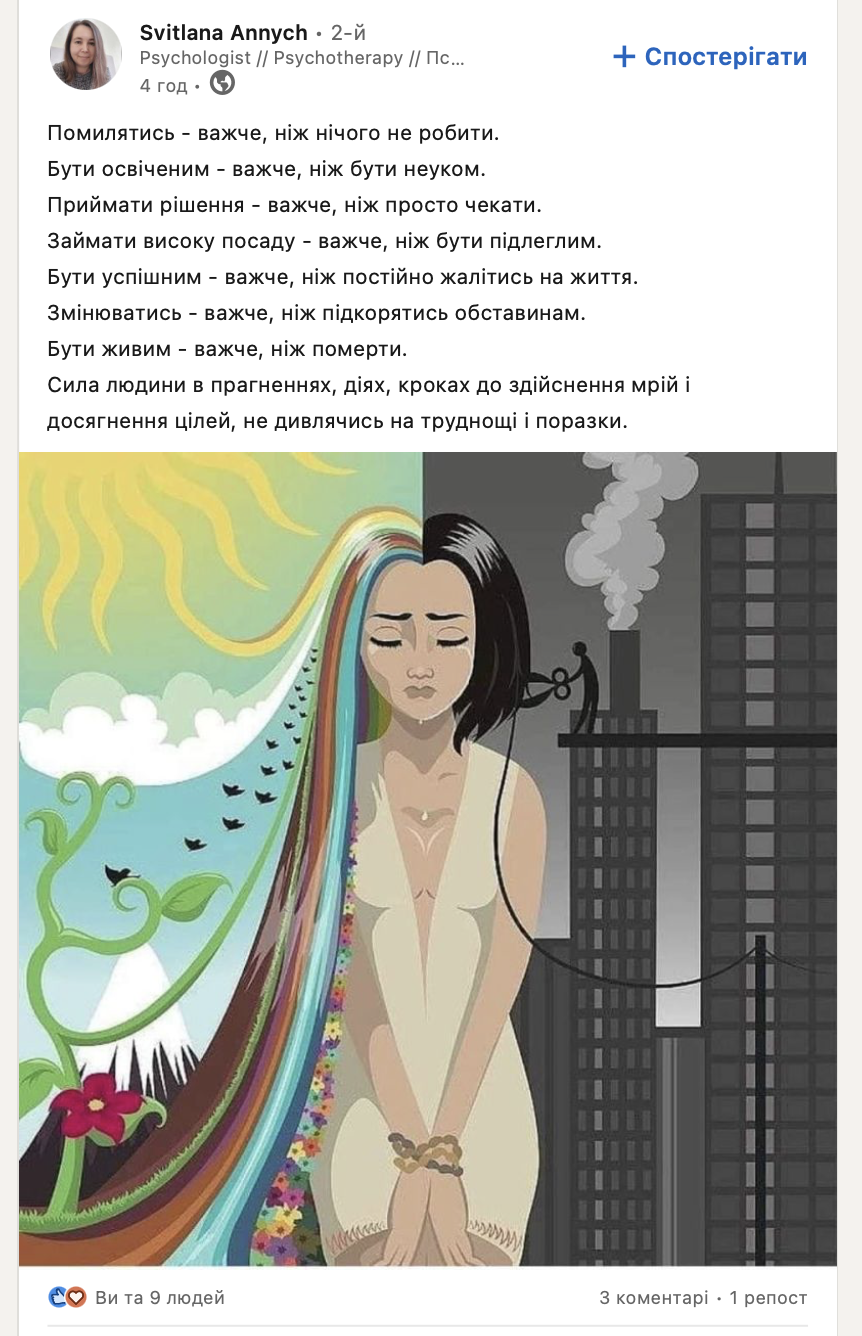 Svitlana Annych • 2-й
Psychologist // Psychotherapy // Пс...
4 год •
+ Спостерігати
Помилятись - важче, ніж нічого не робити.
Бути освіченим - важче, ніж бути неуком.
Приймати рішення - важче, ніж просто чекати.
Займати високу посаду - важче, ніж бути підлеглим.
Бути успішним - важче, ніж постійно жалітись на життя.
Змінюватись - важче, ніж підкорятись обставинам.
Бути живим - важче, ніж померти.
Сила людини в прагненнях, діях, кроках до здійснення мрій і
досягнення цілей, не дивлячись на труднощі і поразки.
Ви та 9 людей
3 коментарі • 1 репост